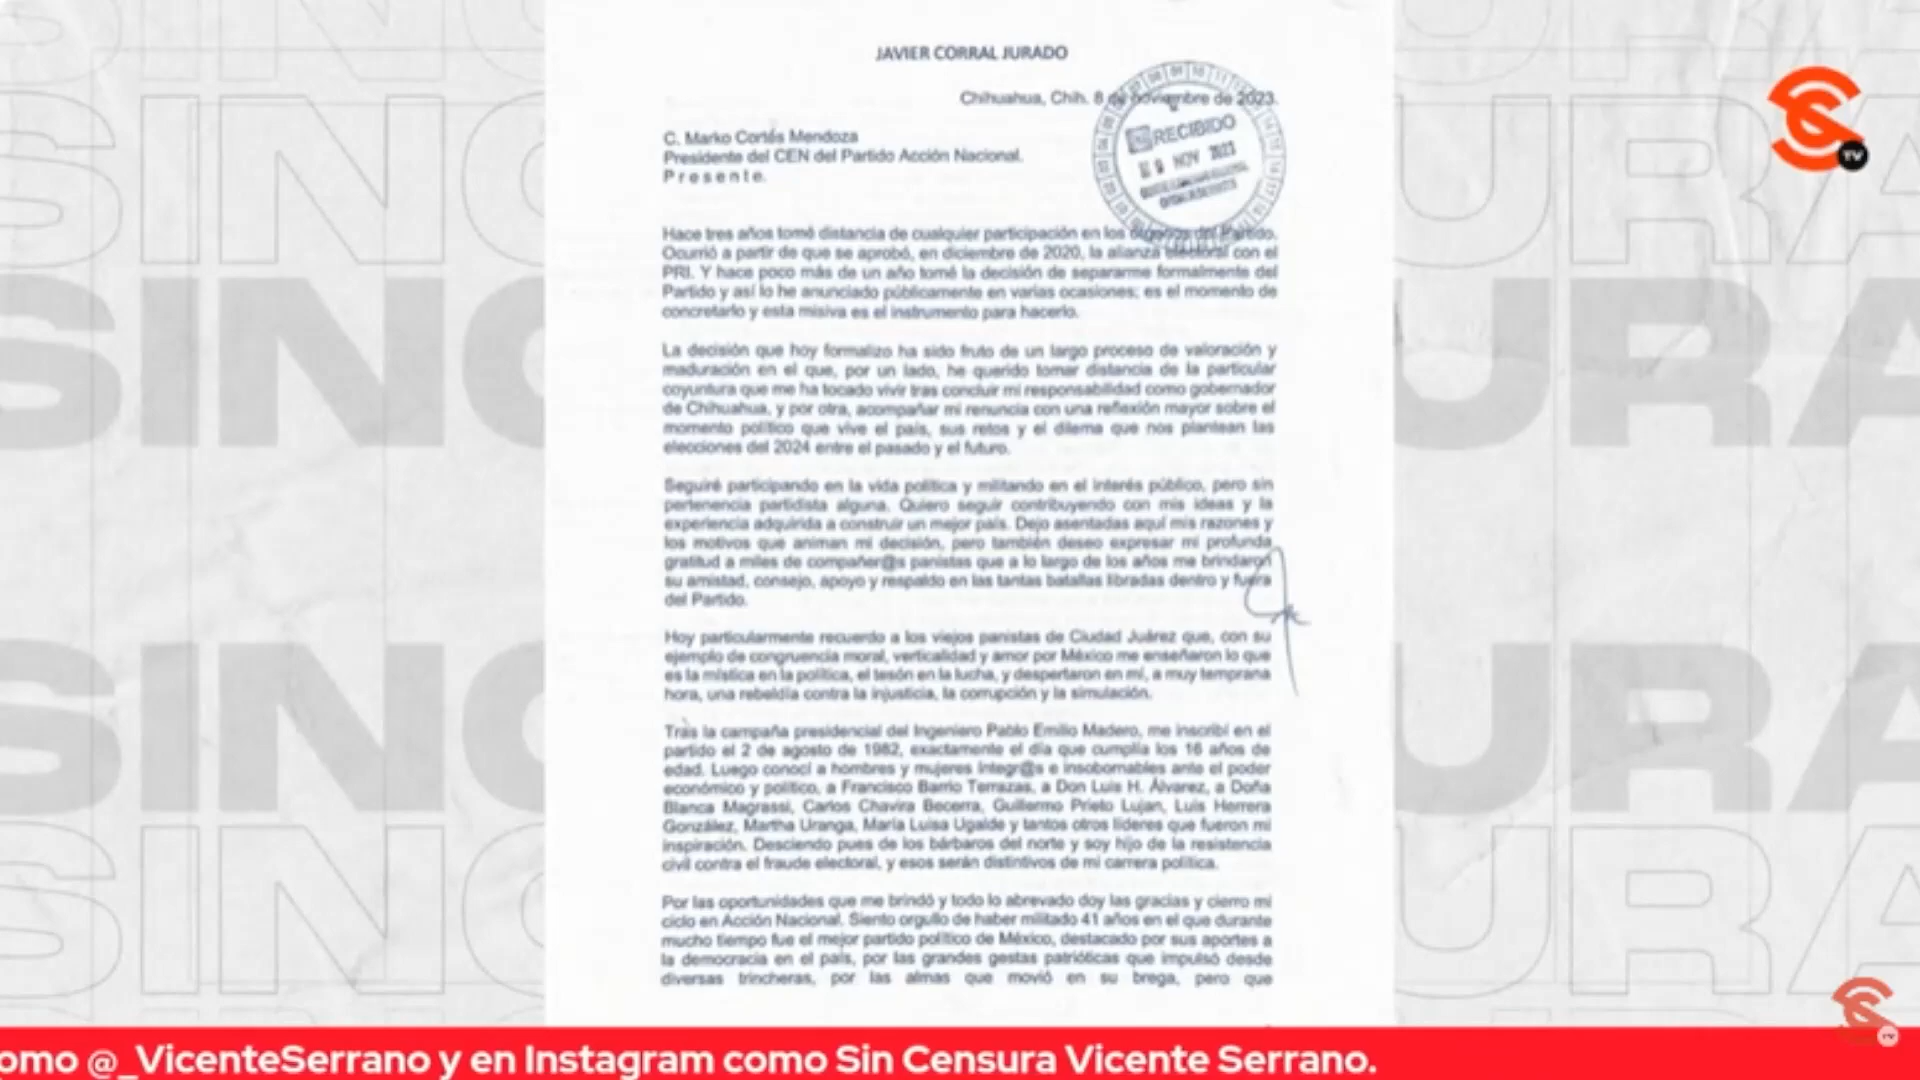 JAVIER CORRAL JURADO
Chihuahua, Chih. 8 de noviembre de 2023.
RECIBIDO
NOV 2023
C. Marko Cortés Mendoza
Presidente del CEN del Partido Acción Nacional.
Presente.
Hace tres años tomé distancia de cualquier participación en los órganos del Partido.
Ocurrió a partir de que se aprobó, en diciembre de 2020, la alianza electoral con el
PRI. Y hace poco más de un año tomé la decisión de separarme formalmente del
Partido y así lo he anunciado públicamente en varias ocasiones; es el momento de
concretarlo y esta misiva es el instrumento para hacerlo.
La decisión que hoy formalizo ha sido fruto de un largo proceso de valoración y
maduración en el que, por un lado, he querido tomar distancia de la particular
coyuntura que me ha tocado vivir tras concluir mi responsabilidad como gobernador
de Chihuahua, y por otra, acompañar mi renuncia con una reflexión mayor sobre el
momento político que vive el país, sus retos y el dilema que nos plantean las
elecciones del 2024 entre el pasado y el futuro.
Seguiré participando en la vida política y militando en el interés público, pero sin
pertenencia partidista alguna. Quiero seguir contribuyendo con mis ideas y la
experiencia adquirida a construir un mejor país. Dejo asentadas aquí mis razones y
los motivos que animan mi decisión, pero también deseo expresar mi profunda
gratitud a miles de compañer@s panistas que a lo largo de los años me brindaron
su amistad, consejo, apoyo y respaldo en las tantas batallas libradas dentro y fuera
del Partido.
Hoy particularmente recuerdo a los viejos panistas de Ciudad Juárez que, con su
ejemplo de congruencia moral, verticalidad y amor por México me enseñaron lo que
es la mística en la política, el tesón en la lucha, y despertaron en mí, a muy temprana
hora, una rebeldía contra la injusticia, la corrupción y la simulación.
Tras la campaña presidencial del Ingeniero Pablo Emilio Madero, me inscribí en el
partido el 2 de agosto de 1982, exactamente el día que cumplía los 16 años de
edad. Luego conocí a hombres y mujeres íntegr@s e insobornables ante el poder
económico y político, a Francisco Barrio Terrazas, a Don Luis H. Álvarez, a Doña
Blanca Magrassi, Carlos Chavira Becerra, Guillermo Prieto Lujan, Luis Herrera
González, Martha Uranga, María Luisa Ugalde y tantos otros líderes que fueron mi
inspiración. Desciendo pues de los bárbaros del norte y soy hijo de la resistencia
civil contra el fraude electoral, y esos serán distintivos de mi carrera política.
Por las oportunidades que me brindó y todo lo abrevado doy las gracias y cierro mi
ciclo en Acción Nacional. Siento orgullo de haber militado 41 años en el que durante
mucho tiempo fue el mejor partido político de México, destacado por sus aportes a
la democracia en el país, por las grandes gestas patrióticas que impulsó desde
diversas trincheras, por las almas que movió en su brega, pero que
TV
omo @_VicenteSerrano y en Instagram como Sin Censura Vicente Serrano.